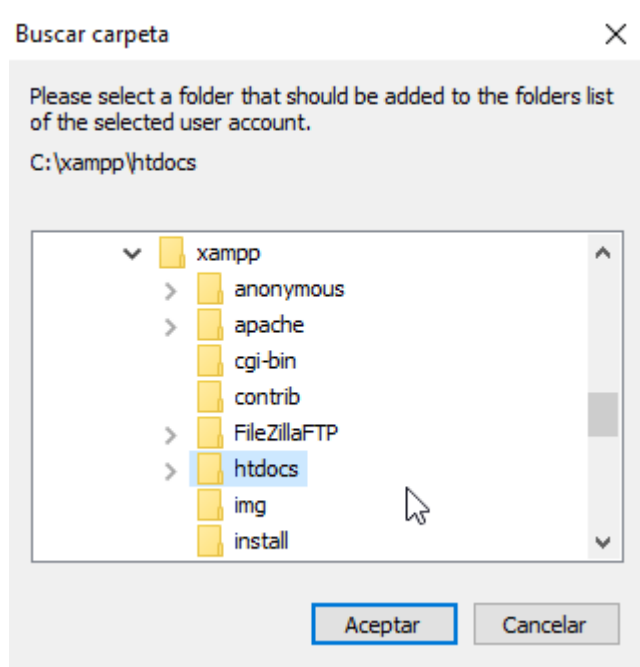 Buscar carpeta
Please select a folder that should be added to the folders list
of the selected user account.
C:\xampp\htdocs
xampp
anonymous
apache
cgi-bin
contrib
FileZillaFTP
htdocs
img
install
Aceptar Cancelar